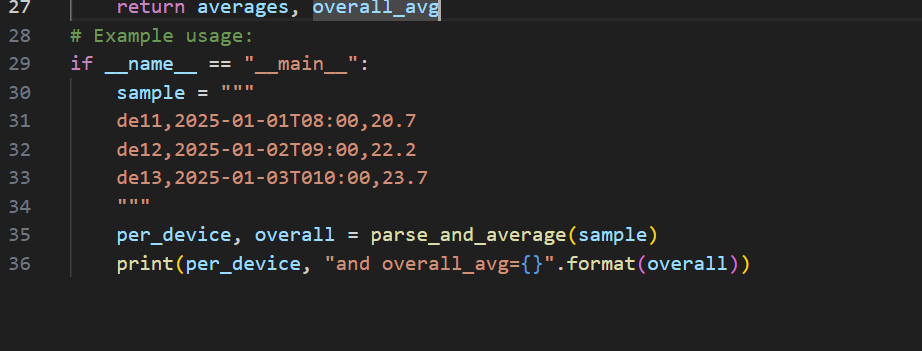 27 return averages, overall_avg
28 # Example usage:
29 if __name__ == "__main__":
30 sample = """
31 de11,2025-01-01T08:00,20.7
32 de12,2025-01-02T09:00,22.2
33 de13,2025-01-03T010:00,23.7
34 """
35 per_device, overall = parse_and_average(sample)
36 print(per_device, "and overall_avg={}".format(overall))